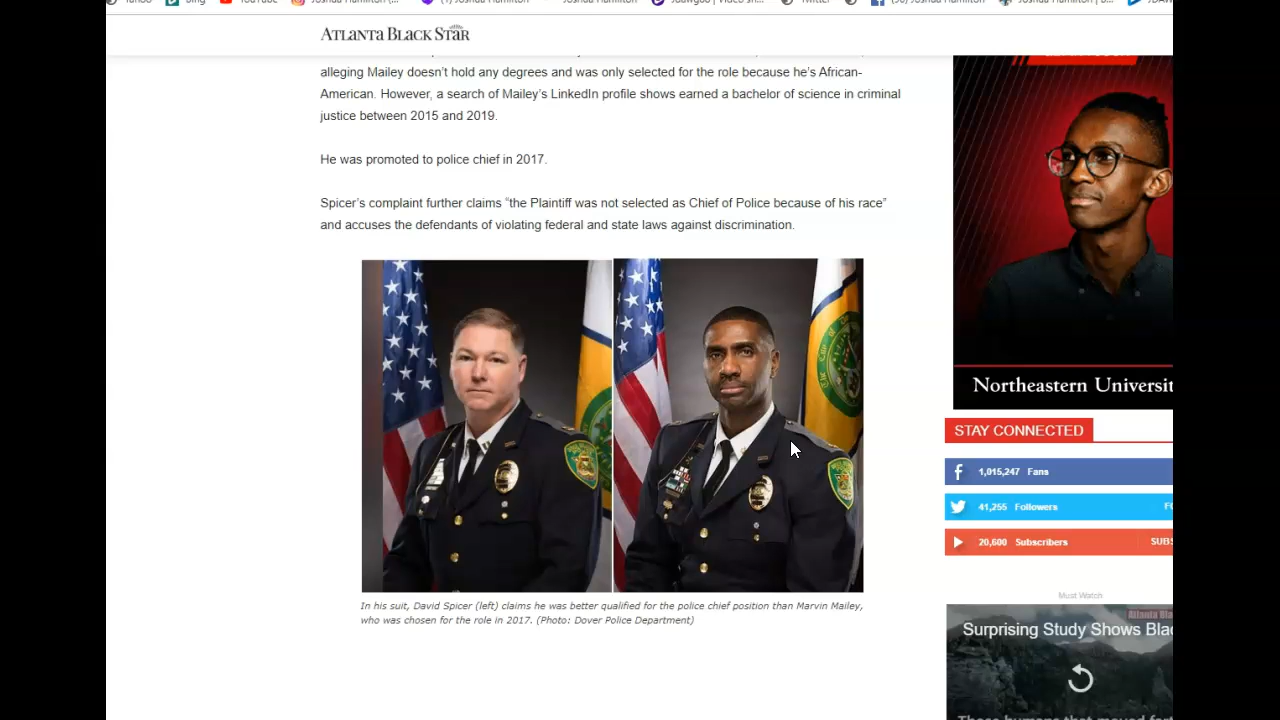 YouTube
Twitter
ATLANTA BLACK STAR
alleging Mailey doesn't hold any degrees and was only selected for the role because he's African-
American. However, a search of Mailey's LinkedIn profile shows earned a bachelor of science in criminal
justice between 2015 and 2019.
He was promoted to police chief in 2017.
Spicer's complaint further claims “the Plaintiff was not selected as Chief of Police because of his race”
and accuses the defendants of violating federal and state laws against discrimination.
In his suit, David Spicer (left) claims he was better qualified for the police chief position than Marvin Mailey,
who was chosen for the role in 2017. (Photo: Dover Police Department)
Northeastern Universit
STAY CONNECTED
1,015,247 Fans
41,255 Followers
20,600 Subscribers SUBS
Must Watch
Surprising Study Shows Blac